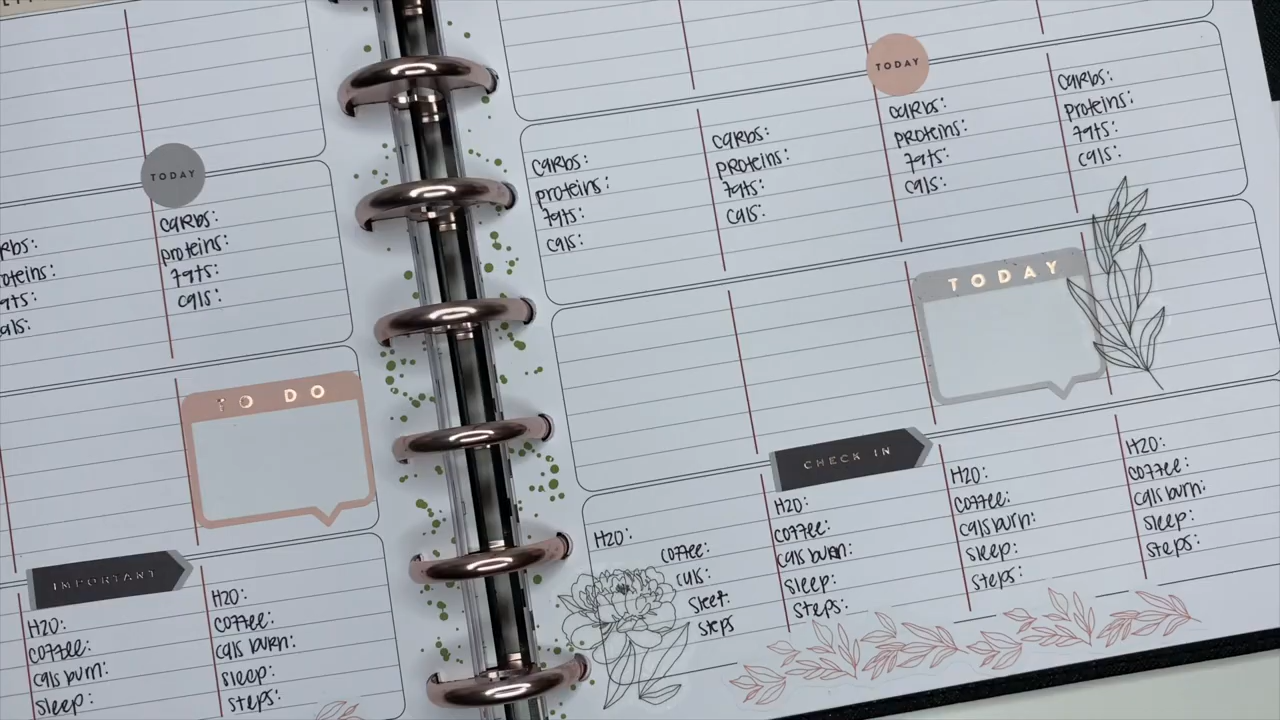 TODAY
carbs:
proteins:
fats:
cals:
TO DO
IMPORTANT
H2O:
coffee:
cals burn:
sleep:
H2O:
coffee:
cals burn:
sleep:
steps:
TODAY
carbs:
proteins:
fats:
cals:
carbs:
proteins:
fats:
cals:
carbs:
proteins:
fats:
cals:
carbs:
proteins:
fats:
cals:
TODAY
CHECK IN
H2O:
coffee:
cals:
sleep:
steps
H2O:
coffee:
cals burn:
sleep:
steps:
H2O:
coffee:
cals burn:
sleep:
steps:
H2O:
coffee:
cals burn:
sleep:
steps: